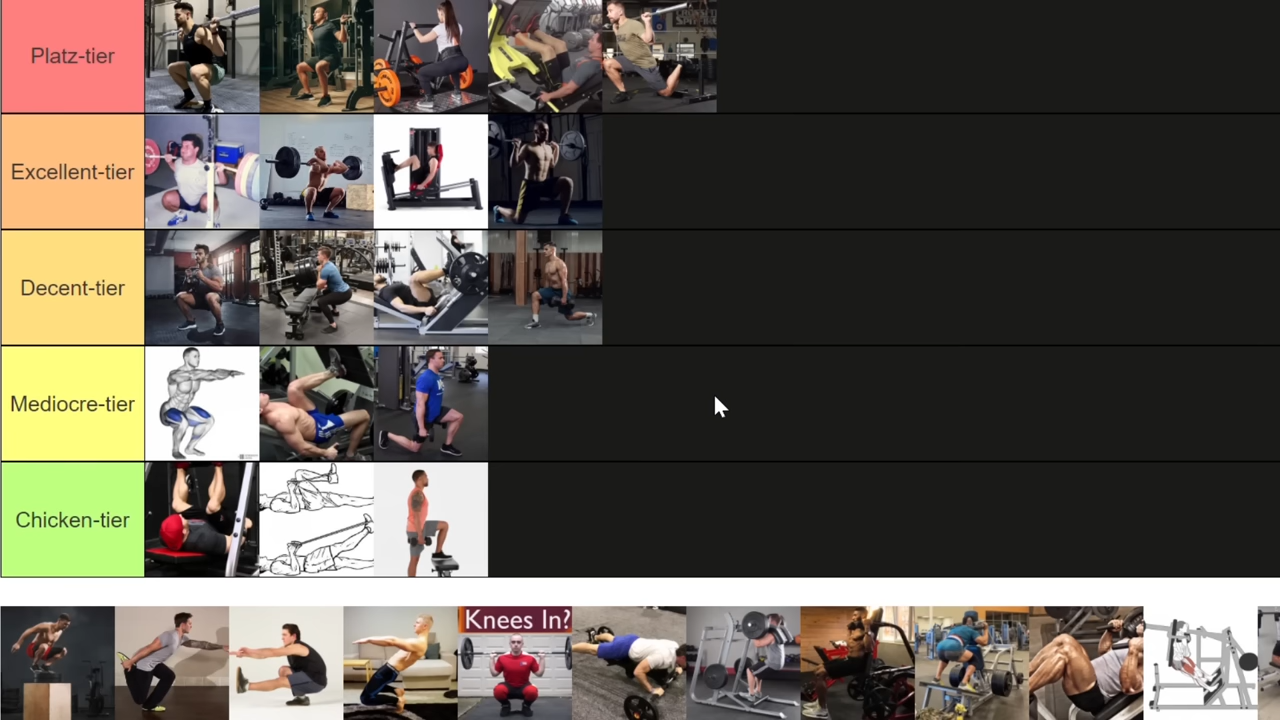 Platz-tier
Excellent-tier
Decent-tier
Mediocre-tier
Chicken-tier
Knees In?